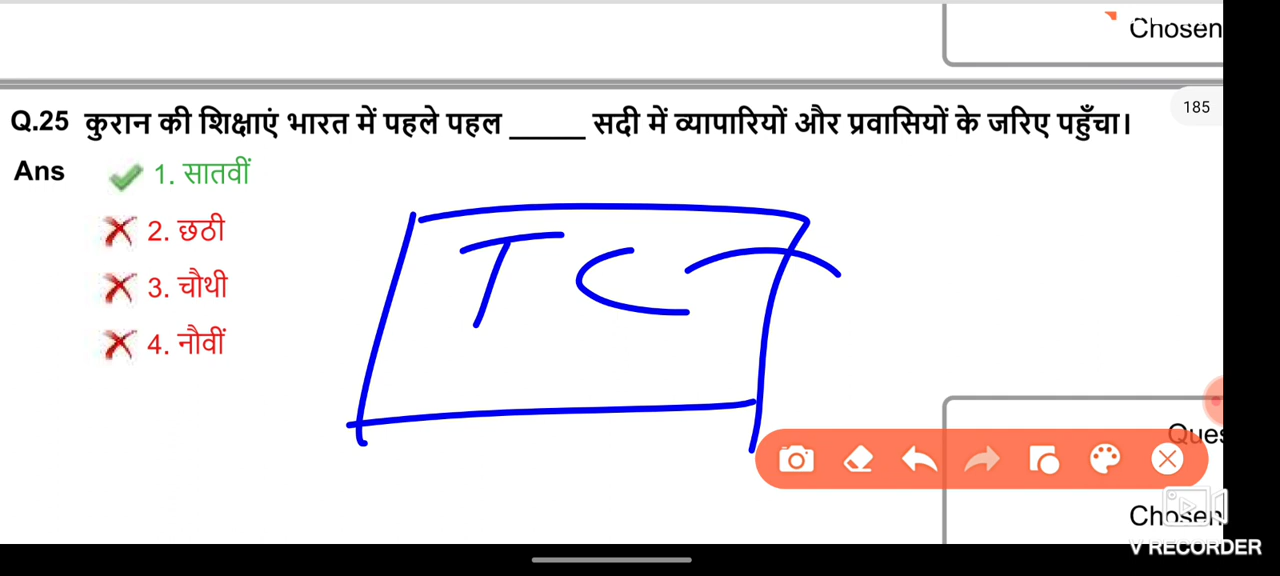 Chosen
185
Q.25 कुरान की शिक्षाएं भारत में पहले पहल _____ सदी में व्यापारियों और प्रवासियों के जरिए पहुँचा।
Ans 1. सातवीं
2. छठी
3. चौथी
4. नौवीं
T C
Ques
Chosen
V RECORDER